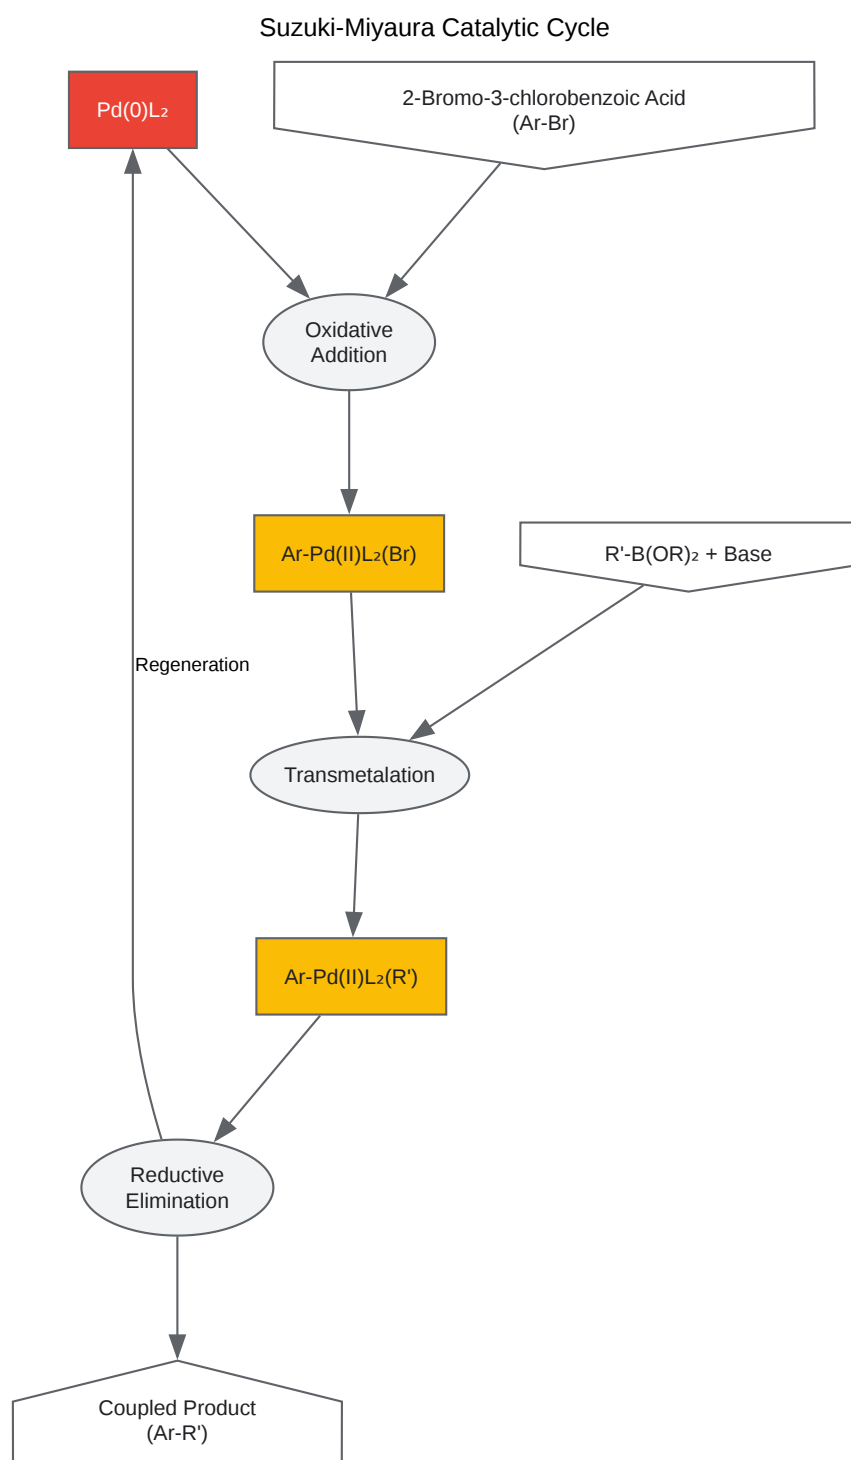 Suzuki-Miyaura Catalytic Cycle
Pd(0)L₂
2-Bromo-3-chlorobenzoic Acid
(Ar-Br)
Oxidative
Addition
Ar-Pd(II)L₂(Br)
R'-B(OR)₂ + Base
Regeneration
Transmetalation
Ar-Pd(II)L₂(R')
Reductive
Elimination
Coupled Product
(Ar-R')